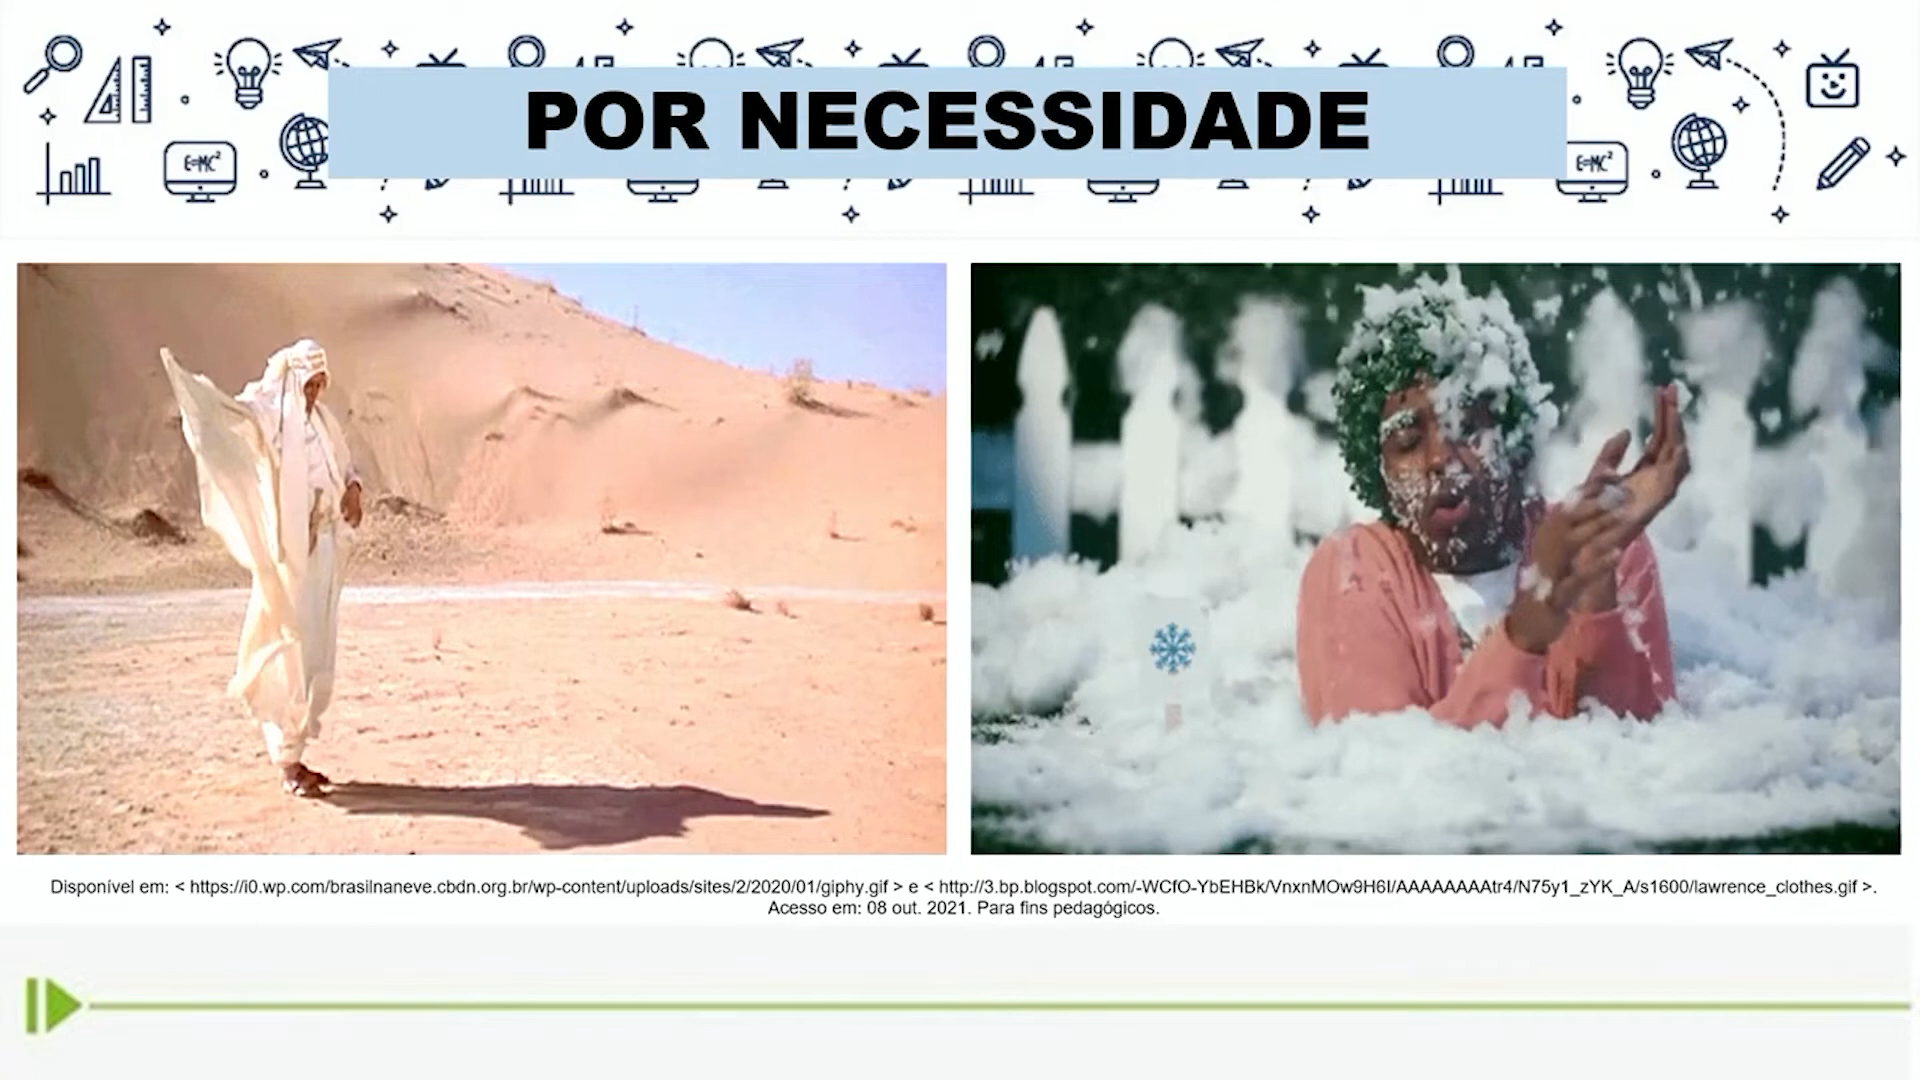 POR NECESSIDADE
E=MC²
E=MC²
Disponível em: < https://i0.wp.com/brasilnaneve.cbdn.org.br/wp-content/uploads/sites/2/2020/01/giphy.gif > e < http://3.bp.blogspot.com/-WCfO-YbEHBk/VnxnMOw9H6I/AAAAAAAAtr4/N75y1_zYK_A/s1600/lawrence_clothes.gif >.
Acesso em: 08 out. 2021. Para fins pedagógicos.